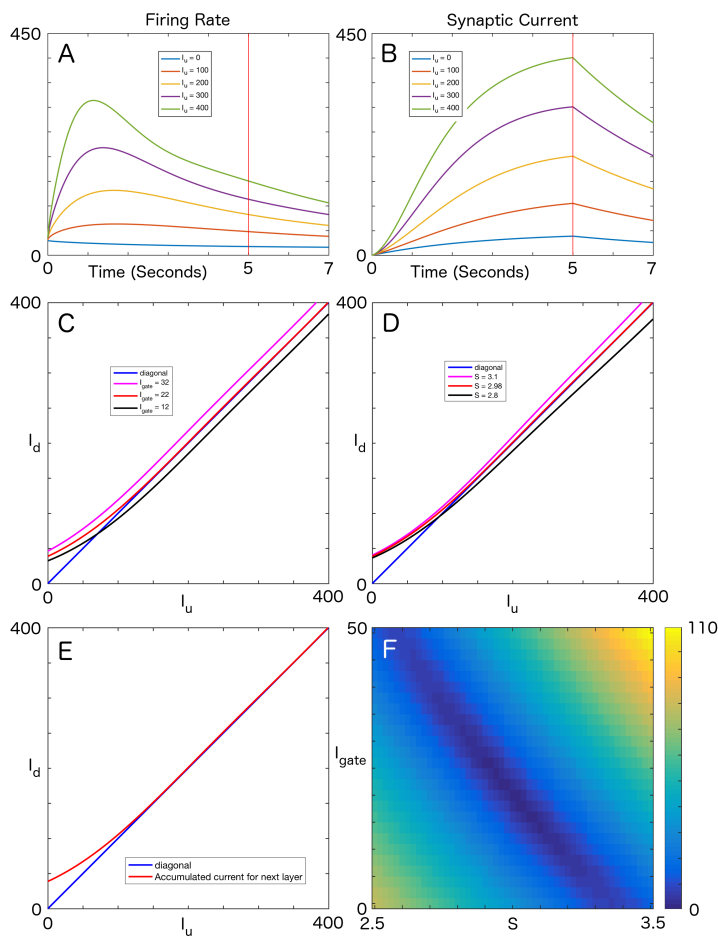 Firing Rate
Synaptic Current
450
A
I_u = 0
I_u = 100
I_u = 200
I_u = 300
I_u = 400
0
0
Time (Seconds)
5
7
450
B
I_u = 0
I_u = 100
I_u = 200
I_u = 300
I_u = 400
0
0
Time (Seconds)
5
7
400
C
diagonal
I_gate = 32
I_gate = 22
I_gate = 12
I_d
0
0
I_u
400
400
D
diagonal
S = 3.1
S = 2.98
S = 2.8
I_d
0
0
I_u
400
400
E
I_d
diagonal
Accumulated current for next layer
0
0
I_u
400
50
F
110
I_gate
0
0
2.5
S
3.5